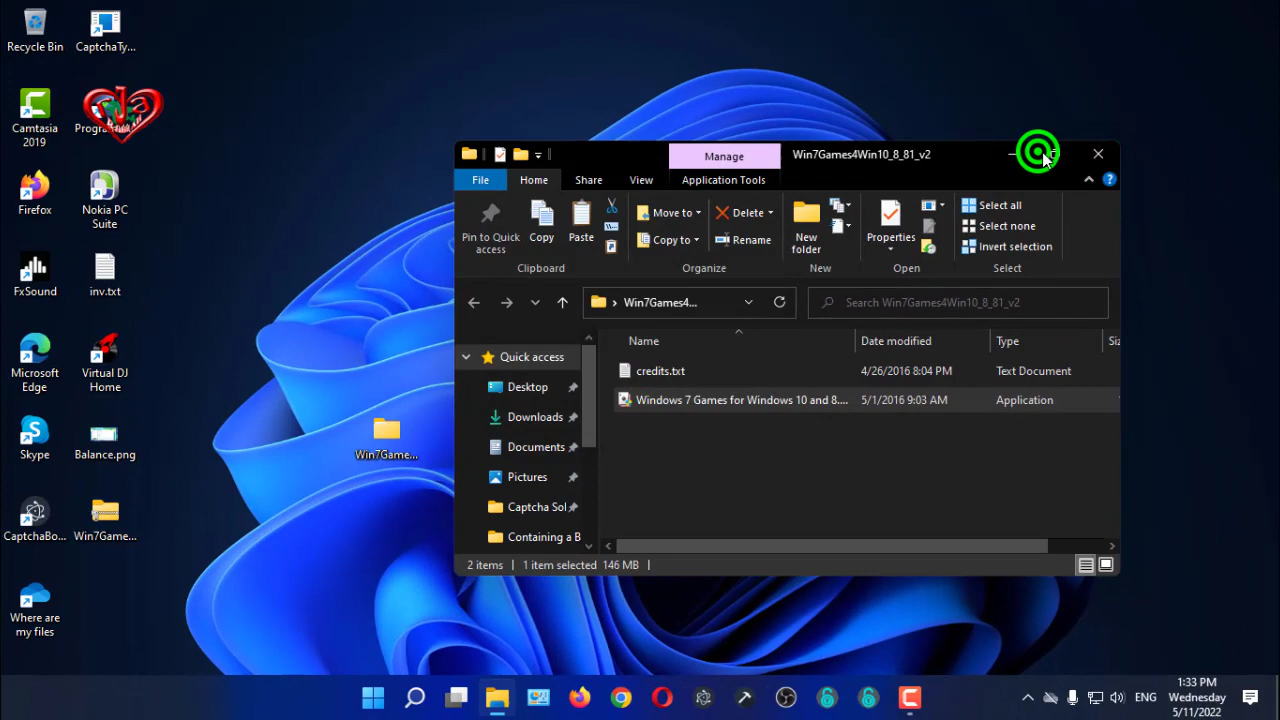 Recycle Bin
CaptchaTy...
Camtasia
2019
Firefox
Nokia PC
Suite
FxSound
inv.txt
Microsoft
Edge
Virtual DJ
Home
Skype
Balance.png
CaptchaBo...
Win7Game...
Where are
my files
Win7Game...
Manage
Win7Games4Win10_8_81_v2
File
Home
Share
View
Application Tools
Pin to Quick
access
Copy
Paste
Move to
Copy to
Delete
Rename
New
folder
Properties
Select all
Select none
Invert selection
Clipboard
Organize
New
Open
Select
Win7Games4...
Search Win7Games4Win10_8_81_v2
Name
Date modified
Type
Quick access
Desktop
Downloads
Documents
Pictures
Captcha Sol
Containing a B
credits.txt
4/26/2016 8:04 PM
Text Document
Windows 7 Games for Windows 10 and 8....
5/1/2016 9:03 AM
Application
2 items
1 item selected
146 MB
ENG
1:33 PM
Wednesday
5/11/2022